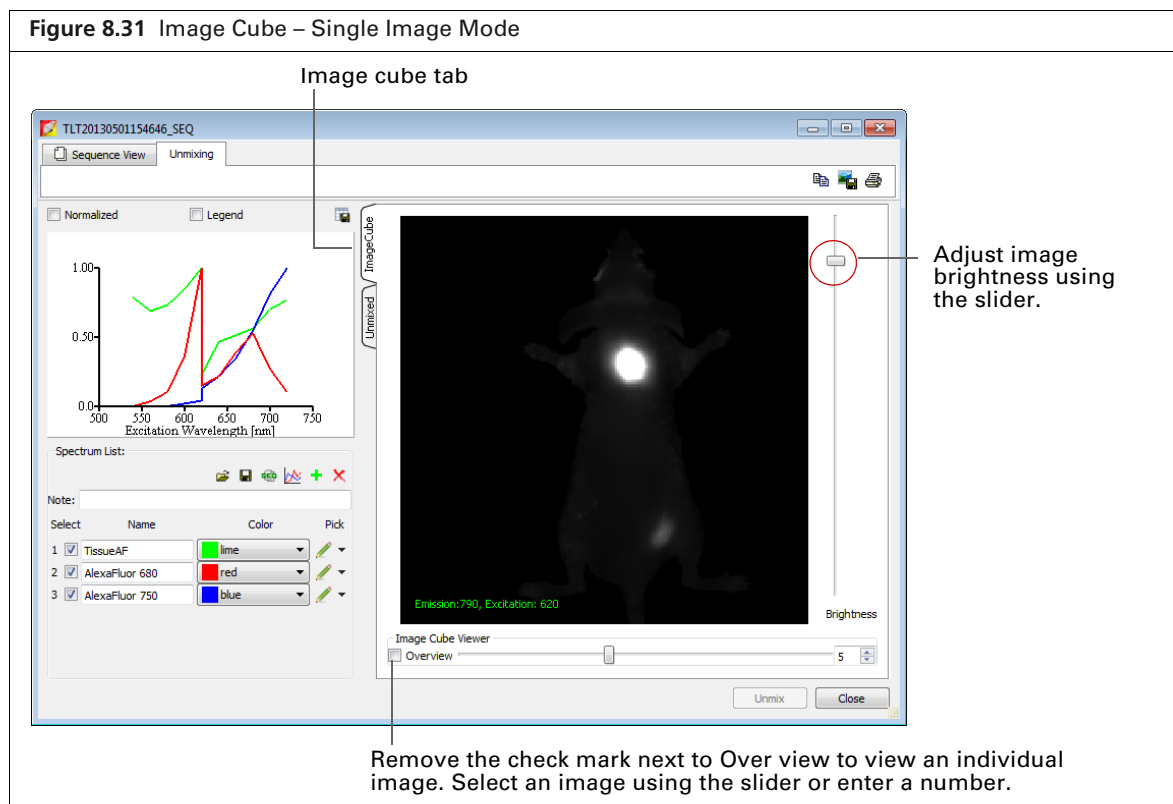 Figure 8.31 Image Cube – Single Image Mode
Image cube tab
TLT20130501154646_SEQ
Sequence View
Unmixing
Normalized
Legend
ImageCube
Unmixed
1.00
0.50
0.0
500 550 600 650 700 750
Excitation Wavelength [nm]
Adjust image
brightness using
the slider.
Spectrum List:
SEQ
Note:
Select Name Color Pick
1 TissueAF lime
2 AlexaFluor 680 red
3 AlexaFluor 750 blue
Emission:790, Excitation: 620
Brightness
Image Cube Viewer
Overview 5
Unmix Close
Remove the check mark next to Over view to view an individual
image. Select an image using the slider or enter a number.